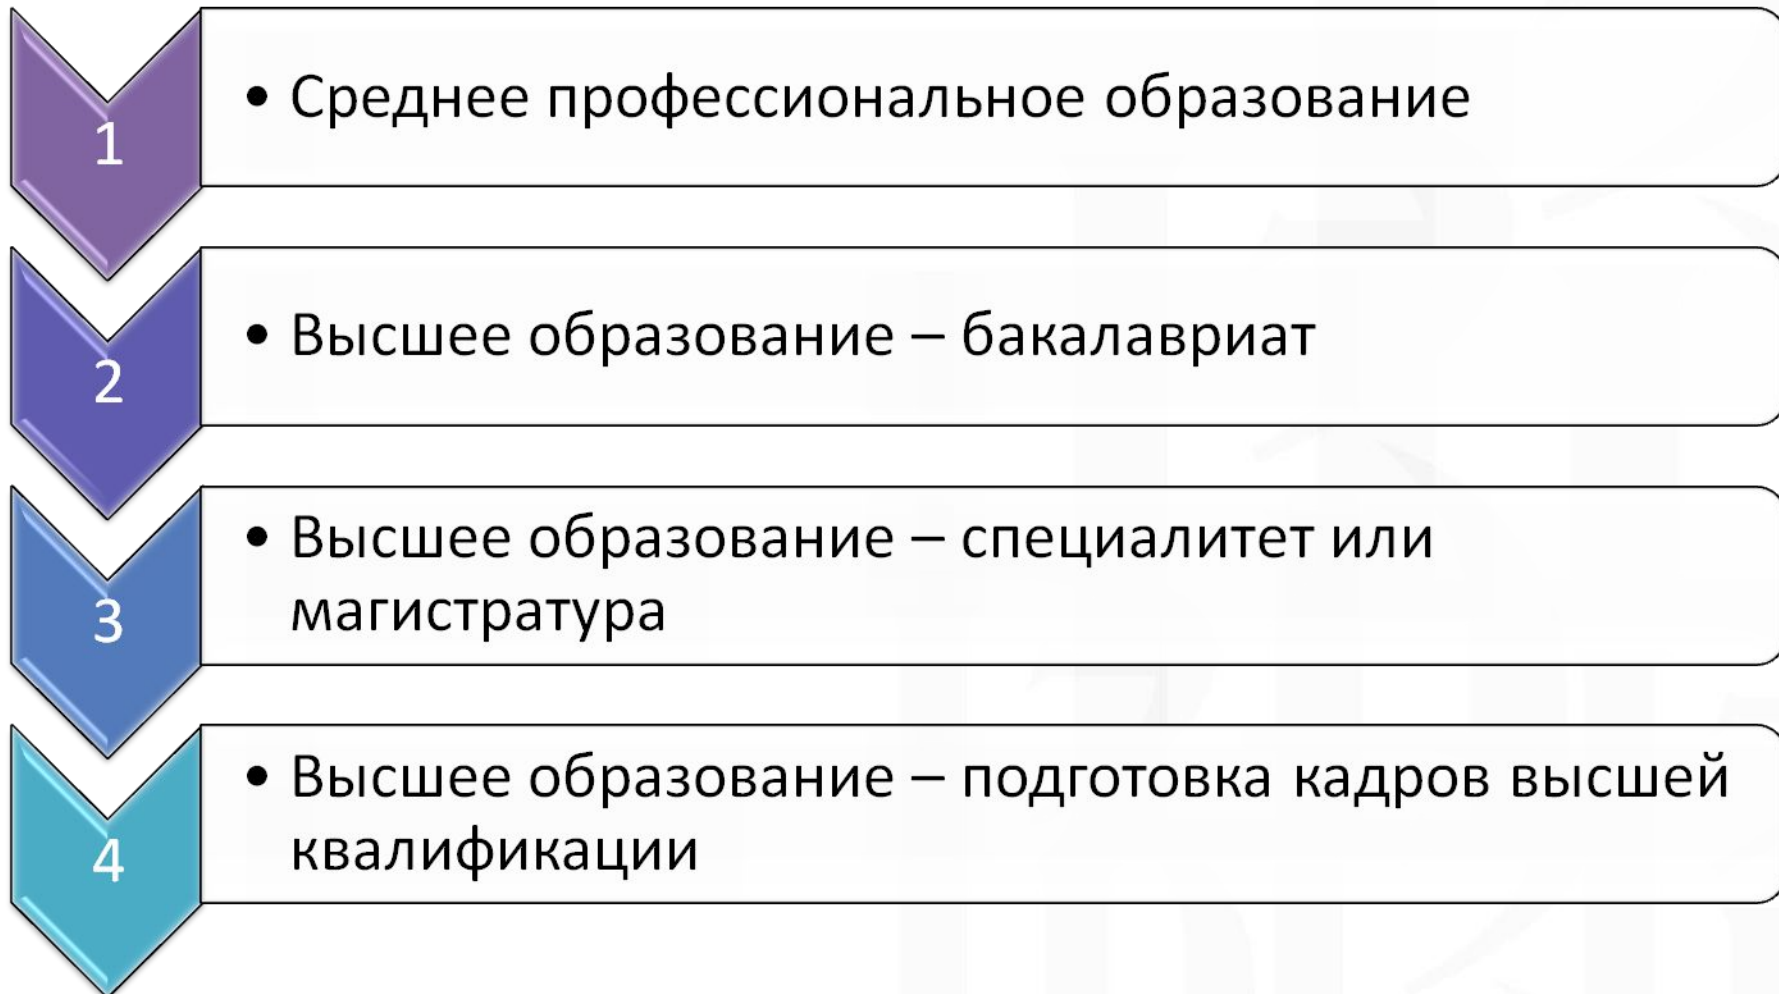 1
• Среднее профессиональное образование
2
• Высшее образование – бакалавриат
3
• Высшее образование – специалитет или
магистратура
4
• Высшее образование – подготовка кадров высшей
квалификации